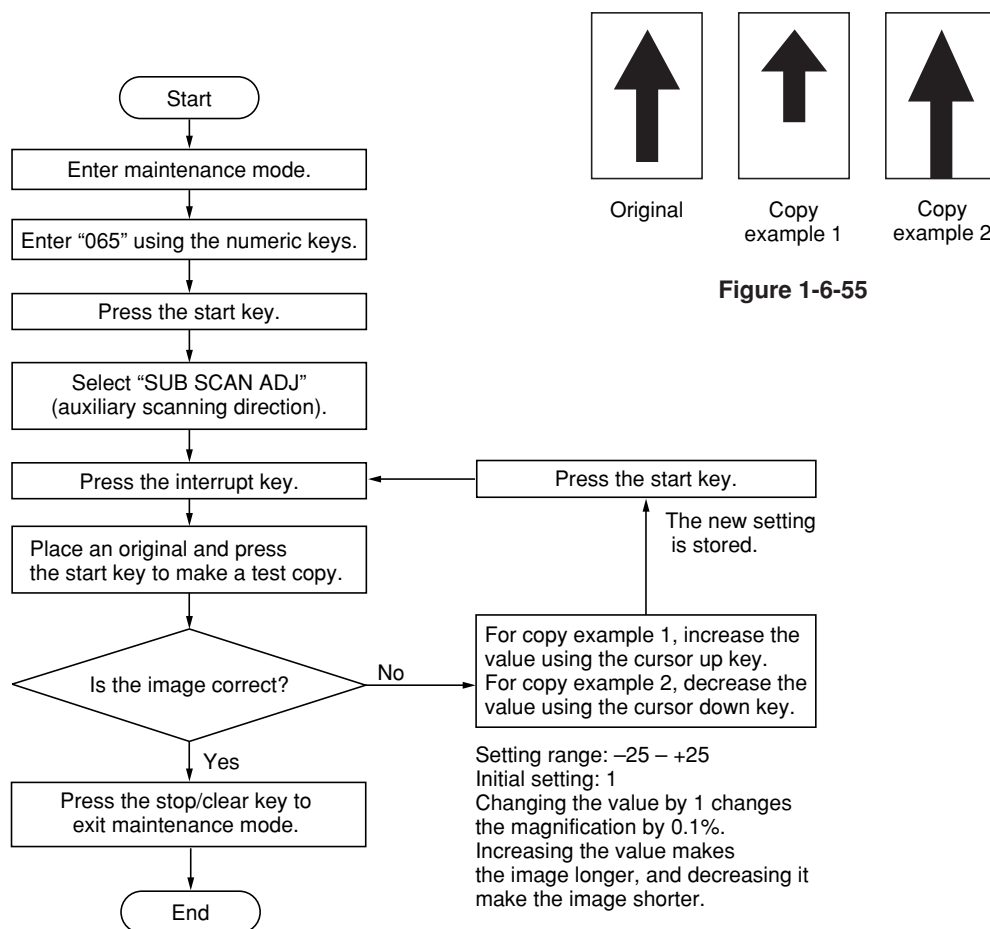 Start
Enter maintenance mode.
Enter “065” using the numeric keys.
Press the start key.
Select “SUB SCAN ADJ”
(auxiliary scanning direction).
Press the interrupt key.
Place an original and press
the start key to make a test copy.
Is the image correct?
Yes
Press the stop/clear key to
exit maintenance mode.
End
No
For copy example 1, increase the
value using the cursor up key.
For copy example 2, decrease the
value using the cursor down key.
The new setting
is stored.
Press the start key.
Setting range: –25 – +25
Initial setting: 1
Changing the value by 1 changes
the magnification by 0.1%.
Increasing the value makes
the image longer, and decreasing it
make the image shorter.
Original
Copy
example 1
Copy
example 2
Figure 1-6-55